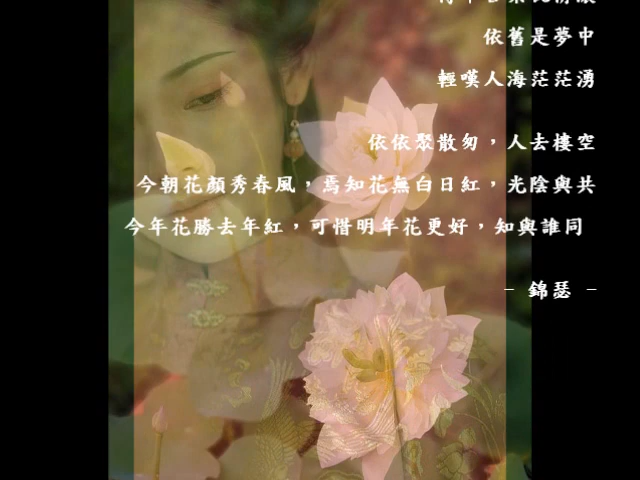 依舊是夢中
輕嘆人海茫茫湧
依依聚散匆，人去樓空
今朝花顏秀春風，焉知花無白日紅，光陰與共
今年花勝去年紅，可惜明年花更好，知與誰同
- 錦瑟 -